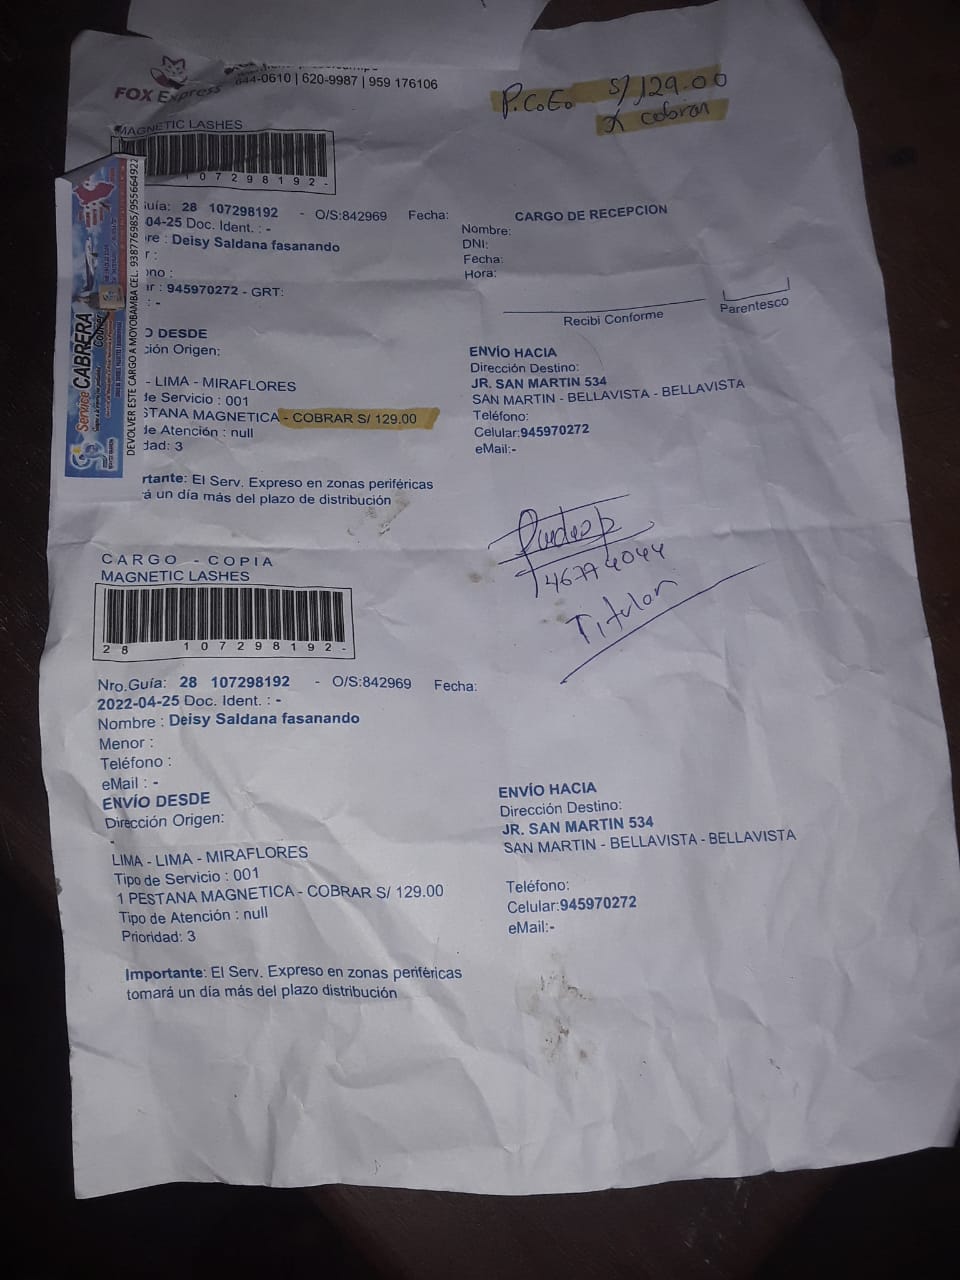 FOX Express
644-0610 | 620-9987 | 959 176106
P.CoEo S/129.00
x cobrar
MAGNETIC LASHES
107298192-
Guía: 28 107298192 - O/S:842969 Fecha:
04-25 Doc. Ident. : -
re : Deisy Saldana fasanando
r :
ono :
ar : 945970272 - GRT:
: -
CARGO DE RECEPCION
Nombre:
DNI:
Fecha:
Hora:
Recibi Conforme
Parentesco
O DESDE
ción Origen:
- LIMA - MIRAFLORES
de Servicio : 001
STANA MAGNETICA - COBRAR S/ 129.00
de Atención : null
dad: 3
ENVÍO HACIA
Dirección Destino:
JR. SAN MARTIN 534
SAN MARTIN - BELLAVISTA - BELLAVISTA
Teléfono:
Celular:945970272
eMail:-
rtante: El Serv. Expreso en zonas periféricas
rá un día más del plazo de distribución
Service CABRERA
Courier
DEVOLVER ESTE CARGO A MOYOBAMBA CEL. 938776985/955664922
46774044
Titular
CARGO - COPIA
MAGNETIC LASHES
28 107298192-
Nro.Guía: 28 107298192 - O/S:842969 Fecha:
2022-04-25 Doc. Ident. : -
Nombre : Deisy Saldana fasanando
Menor :
Teléfono :
eMail : -
ENVÍO DESDE
Dirección Origen:
-
LIMA - LIMA - MIRAFLORES
Tipo de Servicio : 001
1 PESTANA MAGNETICA - COBRAR S/ 129.00
Tipo de Atención : null
Prioridad: 3
ENVÍO HACIA
Dirección Destino:
JR. SAN MARTIN 534
SAN MARTIN - BELLAVISTA - BELLAVISTA
Teléfono:
Celular:945970272
eMail:-
Importante: El Serv. Expreso en zonas periféricas
tomará un día más del plazo distribución